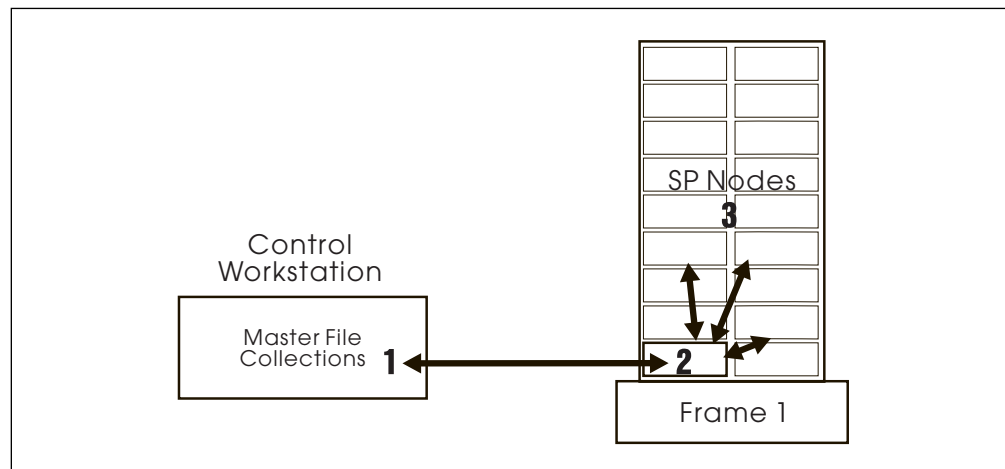 SP Nodes
3
Control
Workstation
Master File
Collections 1
2
Frame 1